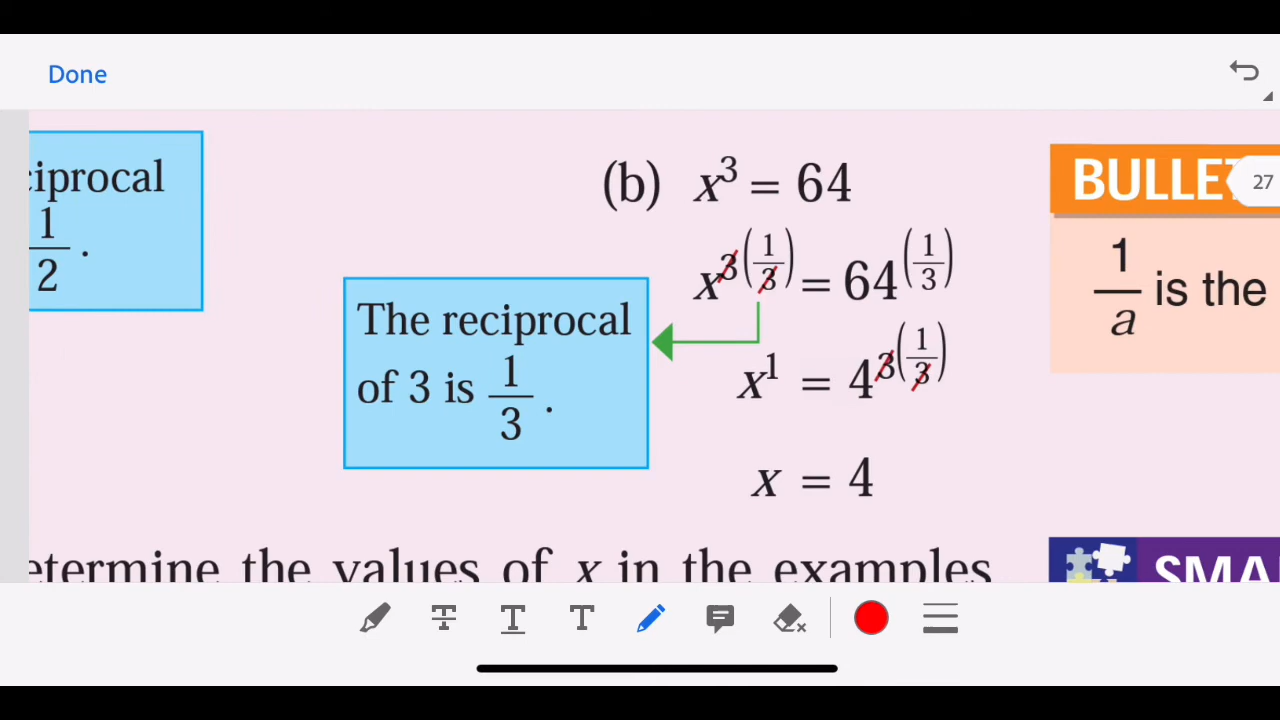 Done
ciprocal
1/2 .
(b) x³ = 64
x^{3(1/3)} = 64^{(1/3)}
The reciprocal
of 3 is 1/3 .
x¹ = 4^{3(1/3)}
x = 4
BULLE
27
1/a is the
etermine the values of x in the examples
SMA
T
T
T